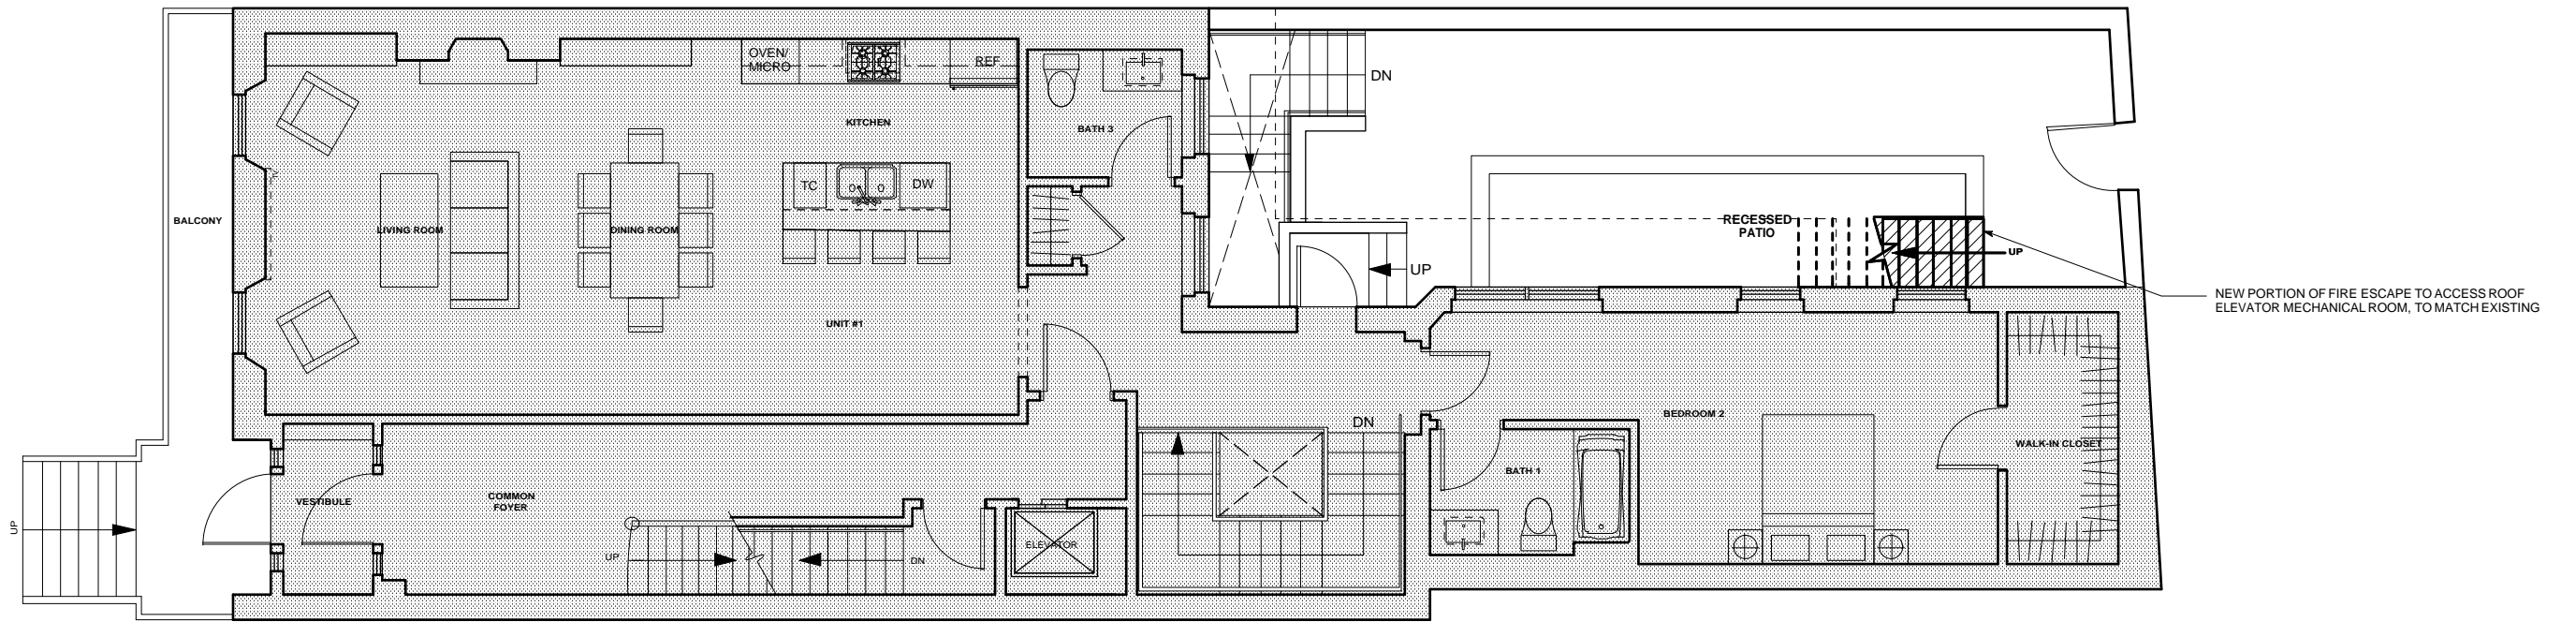 OVEN/
MICRO
REF
KITCHEN
BATH 3
DN
TC
DW
TV
BALCONY
LIVING ROOM
DINING ROOM
RECESSED
PATIO
UP
UP
NEW PORTION OF FIRE ESCAPE TO ACCESS ROOF
ELEVATOR MECHANICAL ROOM, TO MATCH EXISTING
UNIT #1
DN
BEDROOM 2
WALK-IN CLOSET
BATH 1
VESTIBULE
COMMON
FOYER
UP
ELEVATOR
UP
DN